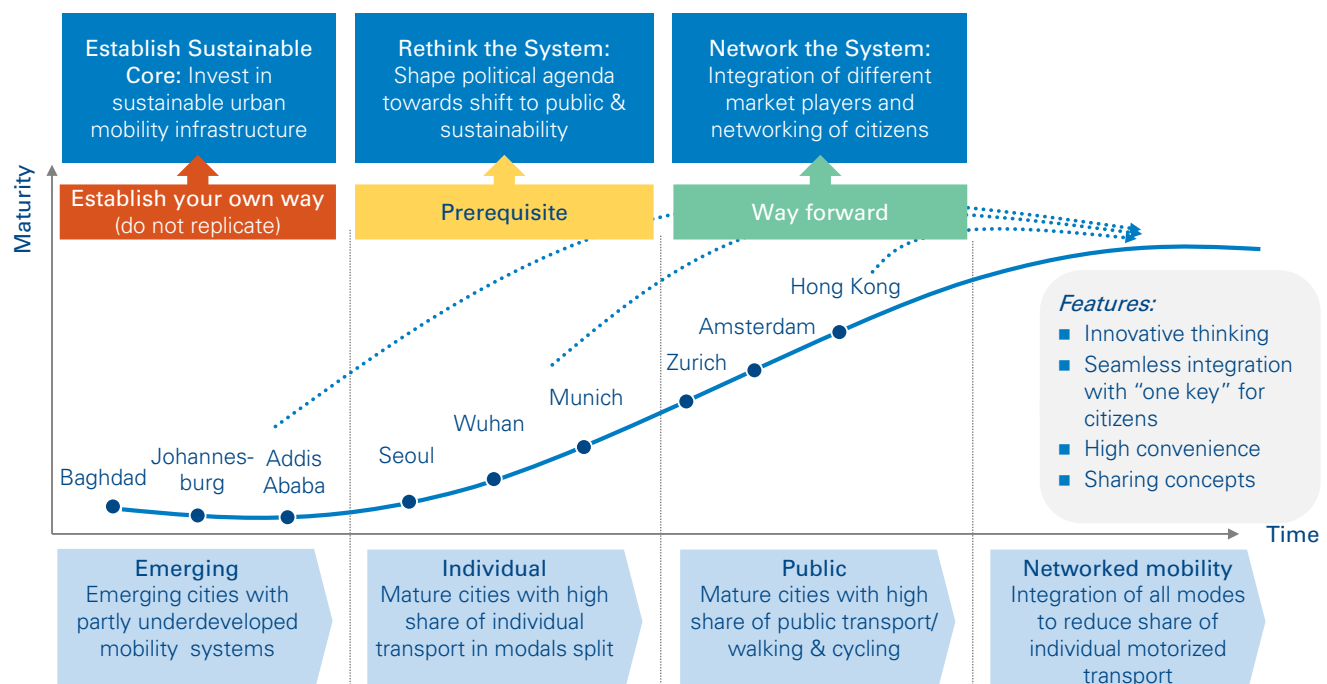 Establish Sustainable
Core: Invest in
sustainable urban
mobility infrastructure
Rethink the System:
Shape political agenda
towards shift to public &
sustainability
Network the System:
Integration of different
market players and
networking of citizens
Maturity
Establish your own way
(do not replicate)
Prerequisite
Way forward
Hong Kong
Amsterdam
Zurich
Munich
Wuhan
Seoul
Baghdad
Johannes-
burg
Addis
Ababa
Features:
■ Innovative thinking
■ Seamless integration
with “one key” for
citizens
■ High convenience
■ Sharing concepts
Time
Emerging
Emerging cities with
partly underdeveloped
mobility systems
Individual
Mature cities with high
share of individual
transport in modals split
Public
Mature cities with high
share of public transport/
walking & cycling
Networked mobility
Integration of all modes
to reduce share of
individual motorized
transport